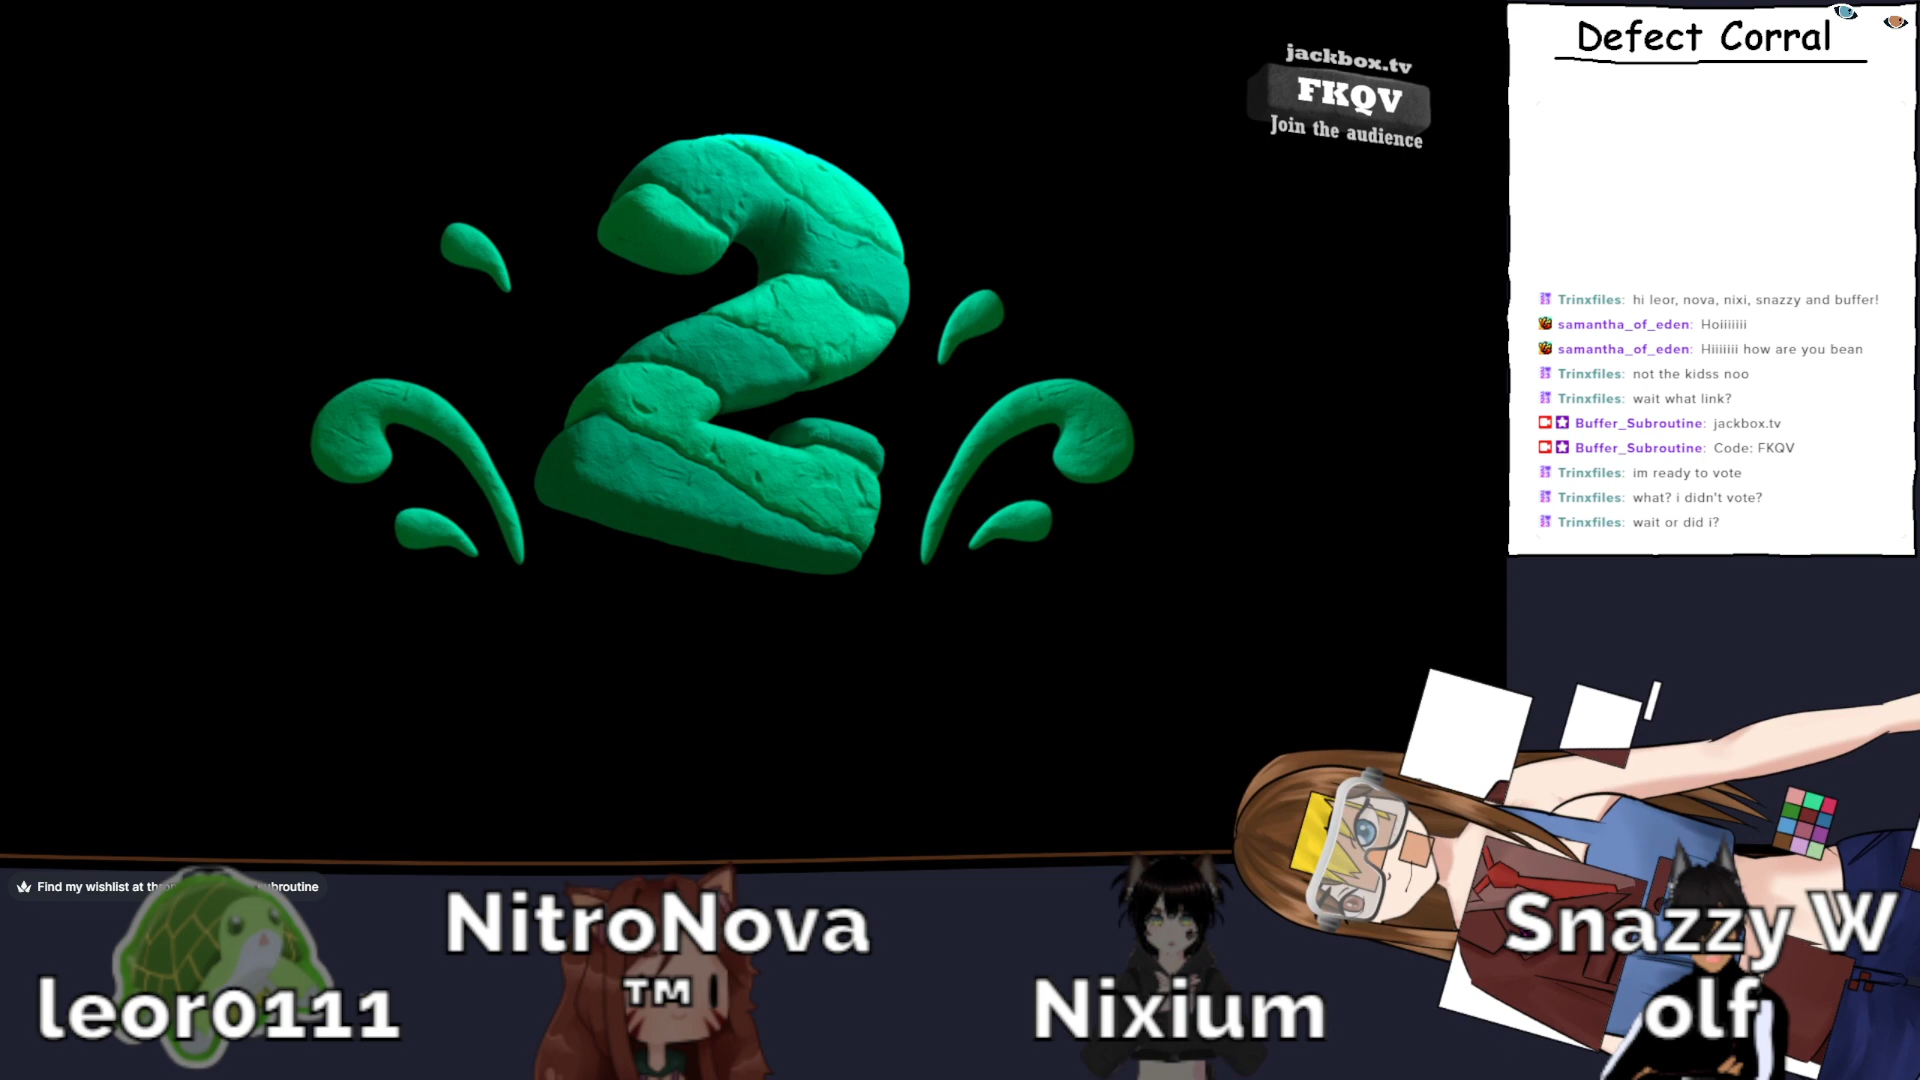 jackbox.tv
FKQV
Join the audience
2
Defect Corral
Trinxfiles: hi leor, nova, nixi, snazzy and buffer!
samantha_of_eden: Hoiiiiiii
samantha_of_eden: Hiiiiiii how are you bean
Trinxfiles: not the kidss noo
Trinxfiles: wait what link?
Buffer_Subroutine: jackbox.tv
Buffer_Subroutine: Code: FKQV
Trinxfiles: im ready to vote
Trinxfiles: what? i didn't vote?
Trinxfiles: wait or did i?
Find my wishlist at
leor0111
NitroNova
™
Nixium
Snazzy W
olf